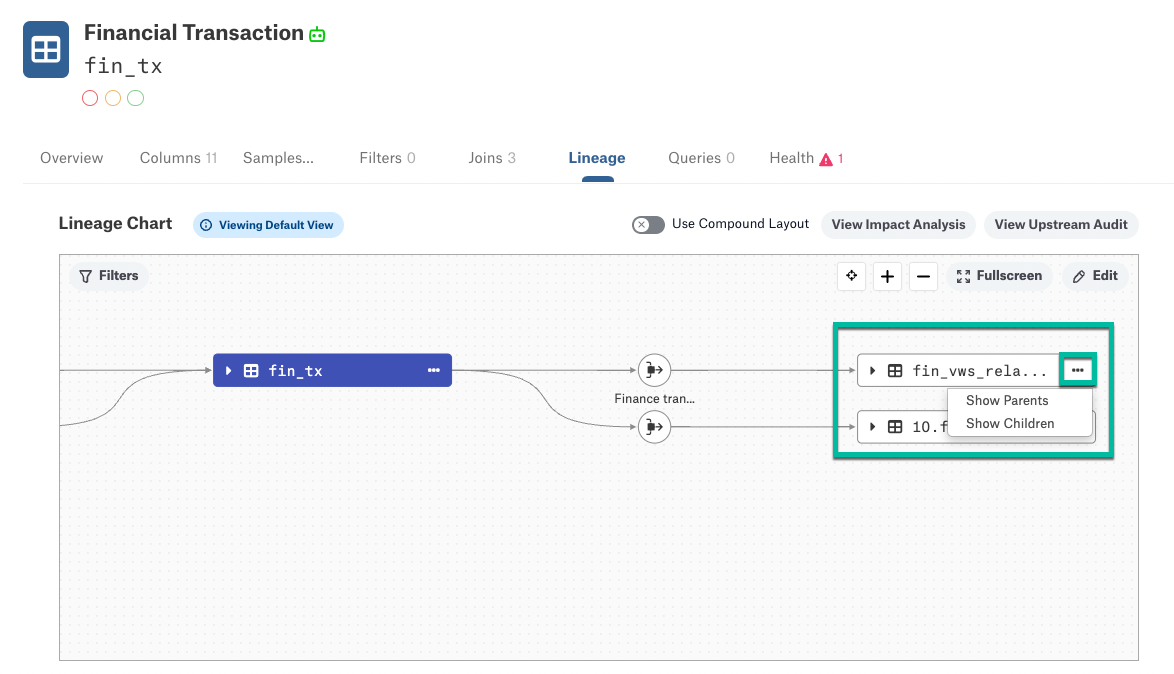 Financial Transaction
fin_tx
Overview Columns 11 Samples... Filters 0 Joins 3 Lineage Queries 0 Health 1
Lineage Chart Viewing Default View Use Compound Layout View Impact Analysis View Upstream Audit
Filters Fullscreen Edit
fin_tx fin_vws_rela...
Finance tran... Show Parents
Show Children
10.f